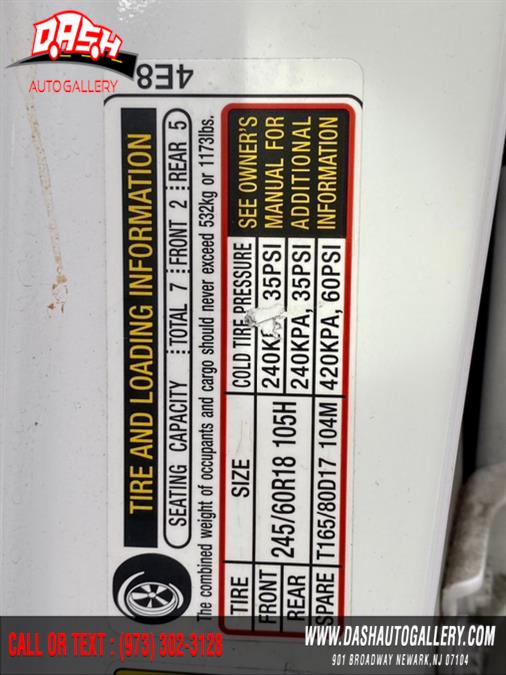 DASH
AUTO GALLERY
4E8
TIRE AND LOADING INFORMATION
SEATING CAPACITY TOTAL 7 FRONT 2 REAR 5
The combined weight of occupants and cargo should never exceed 532kg or 1173lbs.
TIRE SIZE COLD TIRE PRESSURE SEE OWNER'S
FRONT 245/60R18 105H 240KPA, 35PSI MANUAL FOR
REAR 240KPA, 35PSI ADDITIONAL
SPARE T165/80D17 104M 420KPA, 60PSI INFORMATION
CALL OR TEXT : (973) 302-3128
WWW.DASHAUTOGALLERY.COM
901 BROADWAY NEWARK,NJ 07104